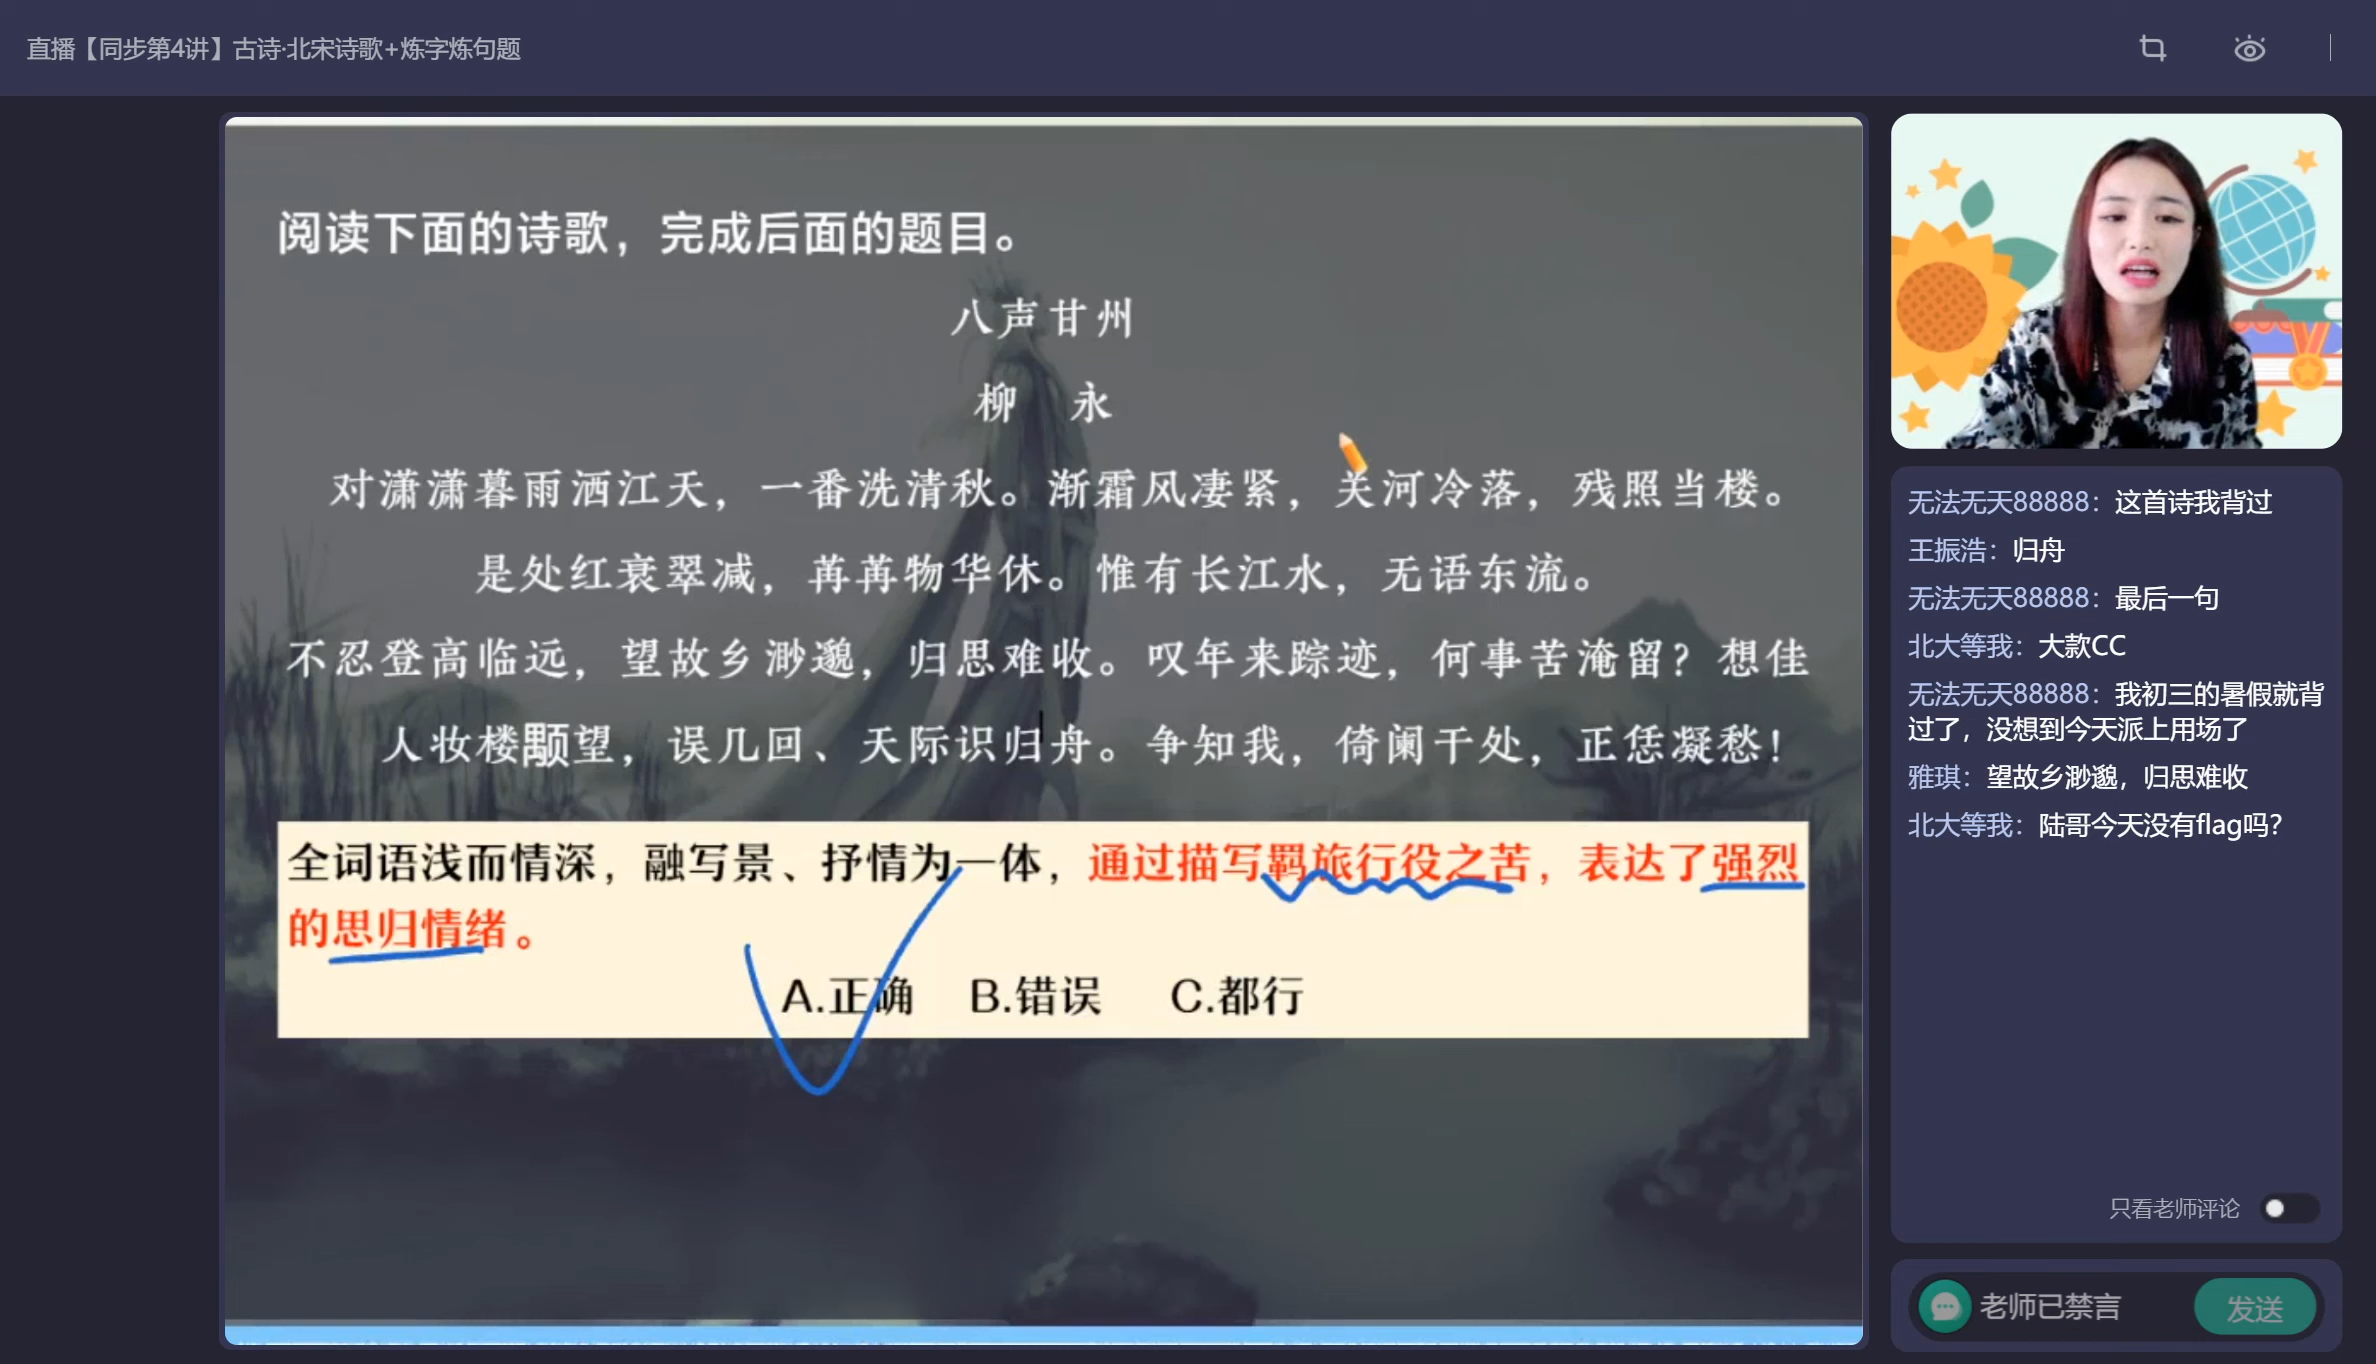 直播【同步第4讲】古诗·北宋诗歌+炼字炼句题
阅读下面的诗歌，完成后面的题目。
八声甘州
柳 永
对潇潇暮雨洒江天，一番洗清秋。渐霜风凄紧，关河冷落，残照当楼。
是处红衰翠减，苒苒物华休。惟有长江水，无语东流。
不忍登高临远，望故乡渺邈，归思难收。叹年来踪迹，何事苦淹留？想佳
人妆楼颙望，误几回、天际识归舟。争知我，倚阑干处，正恁凝愁！
全词语浅而情深，融写景、抒情为一体，通过描写羁旅行役之苦，表达了强烈
的思归情绪。
A.正确 B.错误 C.都行
无法无天88888：这首诗我背过
王振浩：归舟
无法无天88888：最后一句
北大等我：大款CC
无法无天88888：我初三的暑假就背
过了，没想到今天派上用场了
雅琪：望故乡渺邈，归思难收
北大等我：陆哥今天没有flag吗？
只看老师评论
老师已禁言
发送